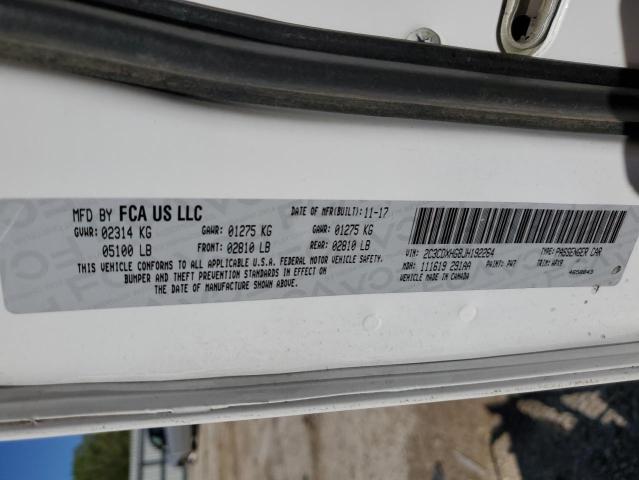 MFD BY FCA US LLC DATE OF MFR(BUILT): 11-17
GVWR: 02314 KG GAWR: 01275 KG GAWR: 01275 KG
05100 LB FRONT: 02810 LB REAR: 02810 LB
THIS VEHICLE CONFORMS TO ALL APPLICABLE U.S.A. FEDERAL MOTOR VEHICLE SAFETY,
BUMPER AND THEFT PREVENTION STANDARDS IN EFFECT ON
THE DATE OF MANUFACTURE SHOWN ABOVE.
VIN: 2C3CDXHG8JH192264 TYPE: PASSENGER CAR
MDH: 111619 291AA PAINT: PW7 TRIM: APX9
VEHICLE MADE IN CANADA